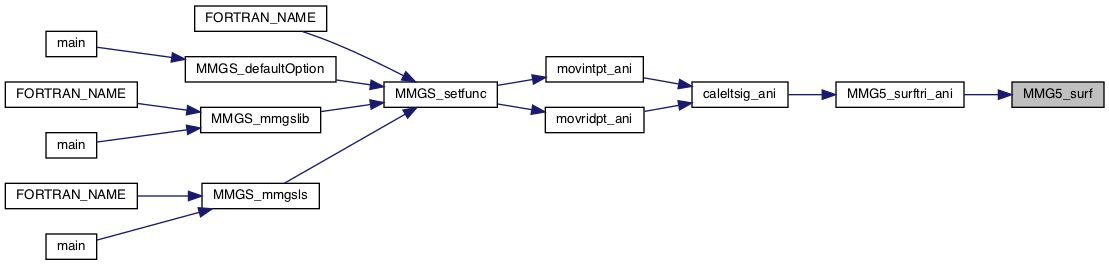 FORTRAN_NAME
main
MMGS_defaultOption
movintpt_ani
FORTRAN_NAME
MMGS_setfunc
caleltsig_ani
MMG5_surftri_ani
MMG5_surf
MMGS_mmgslib
movridpt_ani
main
FORTRAN_NAME
MMGS_mmgsls
main